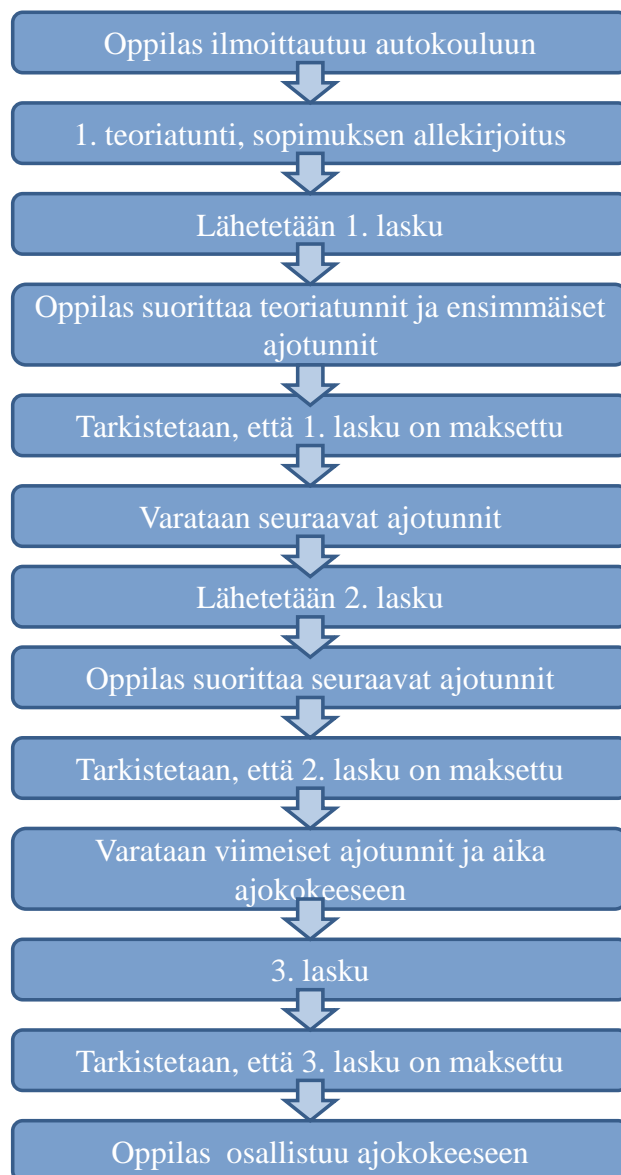 Oppilas ilmoittautuu autokouluun
1. teoriatunti, sopimuksen allekirjoitus
Lähetetään 1. lasku
Oppilas suorittaa teoriatunnit ja ensimmäiset
ajotunnit
Tarkistetaan, että 1. lasku on maksettu
Varataan seuraavat ajotunnit
Lähetetään 2. lasku
Oppilas suorittaa seuraavat ajotunnit
Tarkistetaan, että 2. lasku on maksettu
Varataan viimeiset ajotunnit ja aika
ajokokeeseen
3. lasku
Tarkistetaan, että 3. lasku on maksettu
Oppilas osallistuu ajokokeeseen